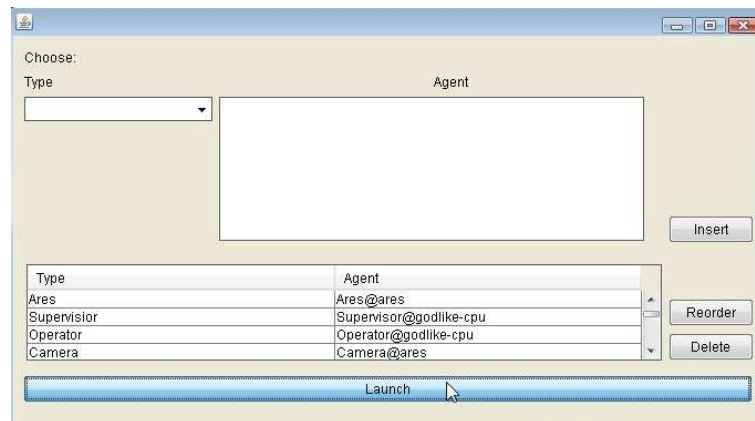 Choose:
Type Agent
Insert
Type Agent
Ares Ares@ares
Supervisior Supervisor@godlike-cpu
Operator Operator@godlike-cpu
Camera Camera@ares
Reorder
Delete
Launch